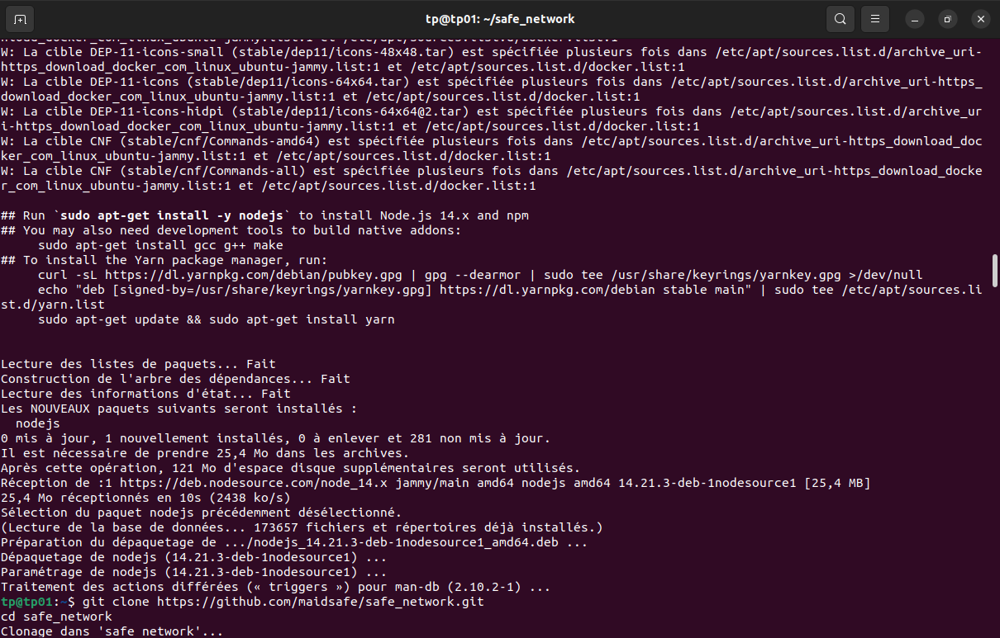 tp@tp01: ~/safe_network
nload_docker_com_linux_ubuntu-jammy.list:1 et /etc/apt/sources.list.d/docker.list:1
W: La cible DEP-11-icons-small (stable/dep11/icons-48x48.tar) est spécifiée plusieurs fois dans /etc/apt/sources.list.d/archive_uri-
https_download_docker_com_linux_ubuntu-jammy.list:1 et /etc/apt/sources.list.d/docker.list:1
W: La cible DEP-11-icons (stable/dep11/icons-64x64.tar) est spécifiée plusieurs fois dans /etc/apt/sources.list.d/archive_uri-https_
download_docker_com_linux_ubuntu-jammy.list:1 et /etc/apt/sources.list.d/docker.list:1
W: La cible DEP-11-icons-hidpi (stable/dep11/icons-64x64@2.tar) est spécifiée plusieurs fois dans /etc/apt/sources.list.d/archive_ur
i-https_download_docker_com_linux_ubuntu-jammy.list:1 et /etc/apt/sources.list.d/docker.list:1
W: La cible CNF (stable/cnf/Commands-amd64) est spécifiée plusieurs fois dans /etc/apt/sources.list.d/archive_uri-https_download_doc
ker_com_linux_ubuntu-jammy.list:1 et /etc/apt/sources.list.d/docker.list:1
W: La cible CNF (stable/cnf/Commands-all) est spécifiée plusieurs fois dans /etc/apt/sources.list.d/archive_uri-https_download_docke
r_com_linux_ubuntu-jammy.list:1 et /etc/apt/sources.list.d/docker.list:1
## Run `sudo apt-get install -y nodejs` to install Node.js 14.x and npm
## You may also need development tools to build native addons:
     sudo apt-get install gcc g++ make
## To install the Yarn package manager, run:
     curl -sL https://dl.yarnpkg.com/debian/pubkey.gpg | gpg --dearmor | sudo tee /usr/share/keyrings/yarnkey.gpg >/dev/null
     echo "deb [signed-by=/usr/share/keyrings/yarnkey.gpg] https://dl.yarnpkg.com/debian stable main" | sudo tee /etc/apt/sources.li
st.d/yarn.list
     sudo apt-get update && sudo apt-get install yarn
Lecture des listes de paquets... Fait
Construction de l'arbre des dépendances... Fait
Lecture des informations d'état... Fait
Les NOUVEAUX paquets suivants seront installés :
  nodejs
0 mis à jour, 1 nouvellement installés, 0 à enlever et 281 non mis à jour.
Il est nécessaire de prendre 25,4 Mo dans les archives.
Après cette opération, 121 Mo d'espace disque supplémentaires seront utilisés.
Réception de :1 https://deb.nodesource.com/node_14.x jammy/main amd64 nodejs amd64 14.21.3-deb-1nodesource1 [25,4 MB]
25,4 Mo réceptionnés en 10s (2438 ko/s)
Sélection du paquet nodejs précédemment désélectionné.
(Lecture de la base de données... 173657 fichiers et répertoires déjà installés.)
Préparation du dépaquetage de .../nodejs_14.21.3-deb-1nodesource1_amd64.deb ...
Dépaquetage de nodejs (14.21.3-deb-1nodesource1) ...
Paramétrage de nodejs (14.21.3-deb-1nodesource1) ...
Traitement des actions différées (« triggers ») pour man-db (2.10.2-1) ...
tp@tp01:~$ git clone https://github.com/maidsafe/safe_network.git
cd safe_network
Clonage dans 'safe_network'...